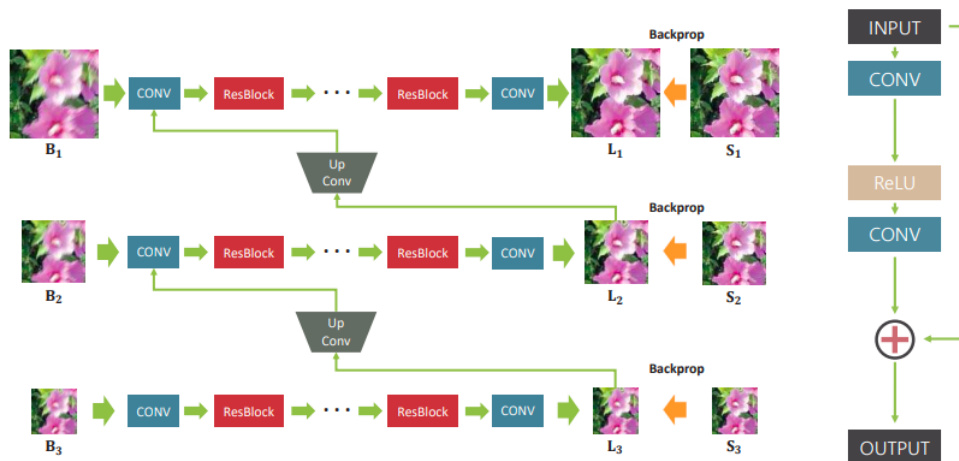 Backprop
CONV
ResBlock
• • •
ResBlock
CONV
B₁
L₁
S₁
Up
Conv
Backprop
CONV
ResBlock
• • •
ResBlock
CONV
B₂
L₂
S₂
Up
Conv
Backprop
CONV
ResBlock
• • •
ResBlock
CONV
B₃
L₃
S₃
INPUT
CONV
ReLU
CONV
OUTPUT